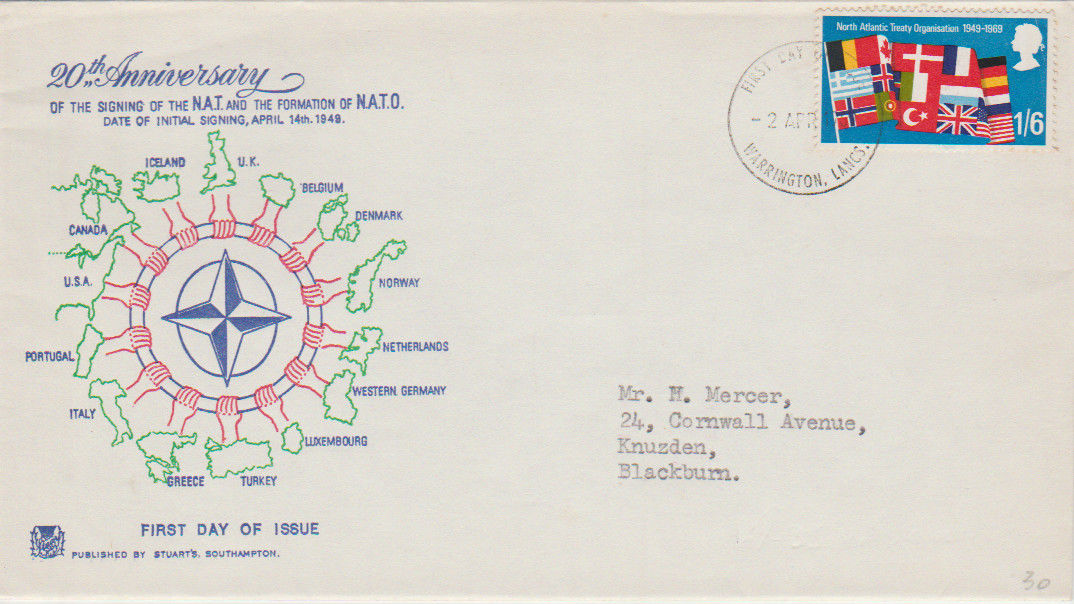 20th Anniversary
OF THE SIGNING OF THE N.A.T. AND THE FORMATION OF N.A.T.O.
DATE OF INITIAL SIGNING, APRIL 14th. 1949.
ICELAND
U.K.
BELGIUM
CANADA
DENMARK
U.S.A.
NORWAY
PORTUGAL
NETHERLANDS
ITALY
WESTERN GERMANY
LUXEMBOURG
GREECE
TURKEY
FIRST DAY OF ISSUE
PUBLISHED BY STUART'S. SOUTHAMPTON.
North Atlantic Treaty Organisation 1949-1969
1/6
FIRST DAY
- 2 APR
WARRINGTON, LANCS.
Mr. H. Mercer,
24, Cornwall Avenue,
Knuzden,
Blackburn.
30